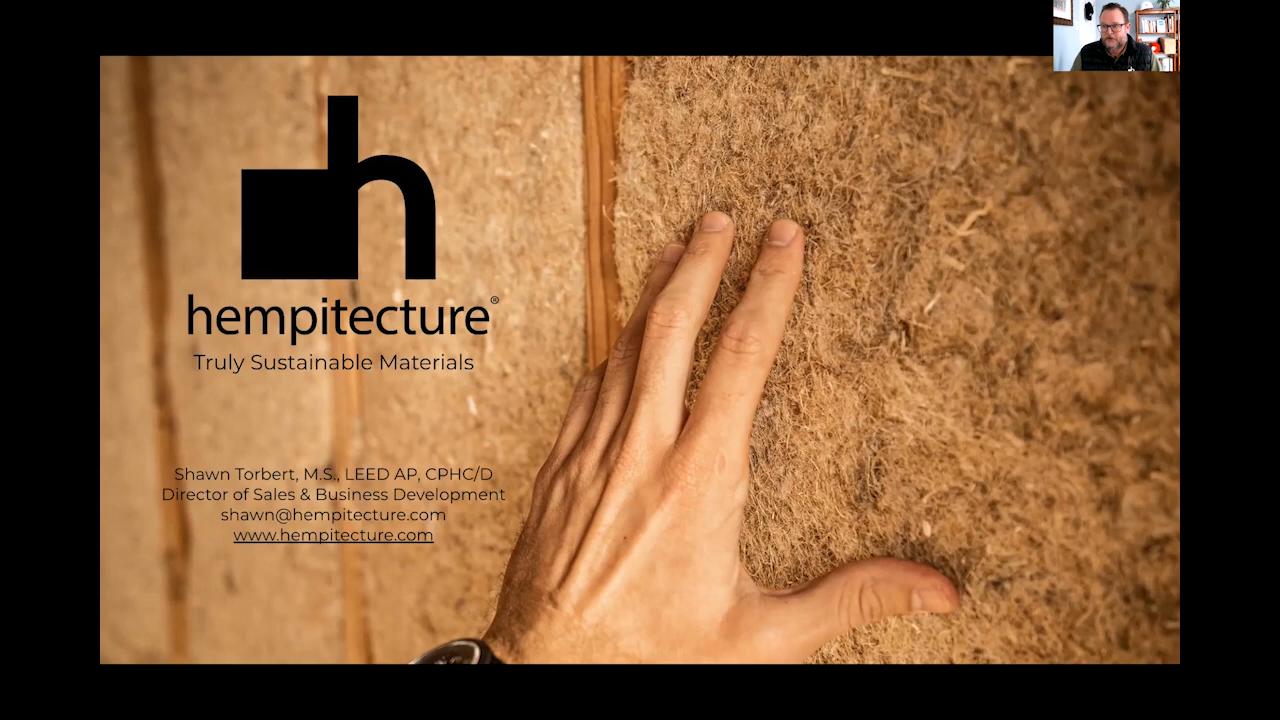 hempitecture®
Truly Sustainable Materials
Shawn Torbert, M.S., LEED AP, CPHC/D
Director of Sales & Business Development
shawn@hempitecture.com
www.hempitecture.com